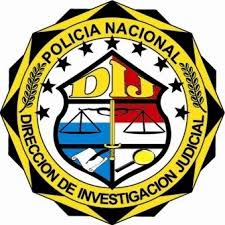 POLICIA NACIONAL
DIJ
DIRECCION DE INVESTIGACION JUDICIAL